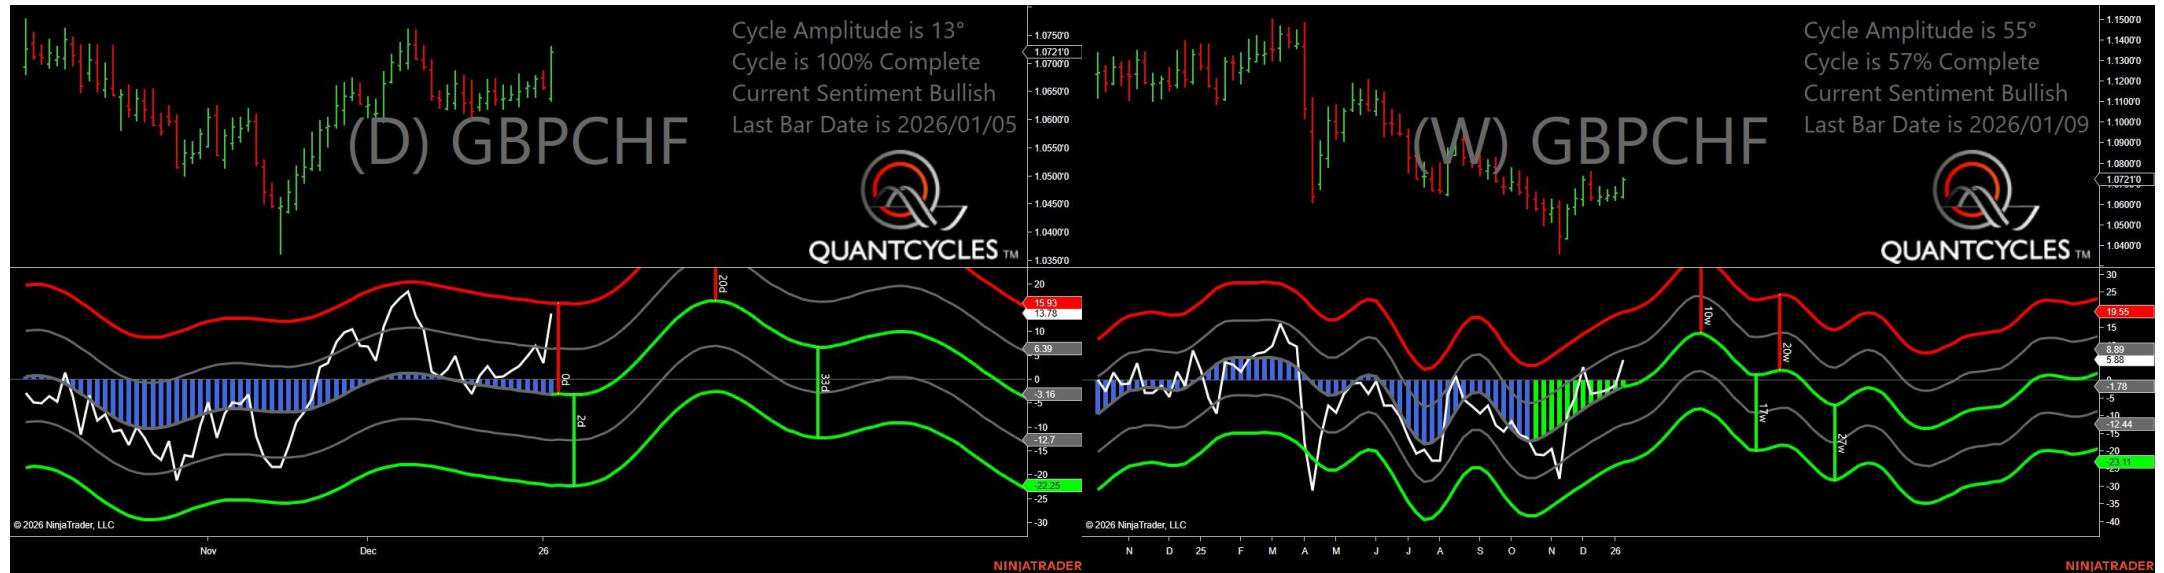 Cycle Amplitude is 13°
Cycle is 100% Complete
Current Sentiment Bullish
Last Bar Date is 2026/01/05
(D) GBPCHF
QUANTCYCLES TM
1.0750'0
1.0721'0
1.0700'0
1.0650'0
1.0600'0
1.0550'0
1.0500'0
1.0450'0
1.0400'0
1.0350'0
20d
0d
2d
33d
20
15.93
13.78
10
6.39
5
0
-3.16
-5
-10
-12.7
-15
-20
-22.25
-25
-30
© 2026 NinjaTrader, LLC
Nov
Dec
26
NINJATRADER
Cycle Amplitude is 55°
Cycle is 57% Complete
Current Sentiment Bullish
Last Bar Date is 2026/01/09
(W) GBPCHF
QUANTCYCLES TM
1.1500'0
1.1400'0
1.1300'0
1.1200'0
1.1100'0
1.1000'0
1.0900'0
1.0800'0
1.0721'0
1.0600'0
1.0500'0
1.0400'0
10w
20w
17w
27w
30
25
19.55
15
8.89
5.88
-1.78
-5
-10
-12.44
-15
-20
-23.11
-30
-35
-40
© 2026 NinjaTrader, LLC
N D 25 F M A M J J A S O N D 26
NINJATRADER